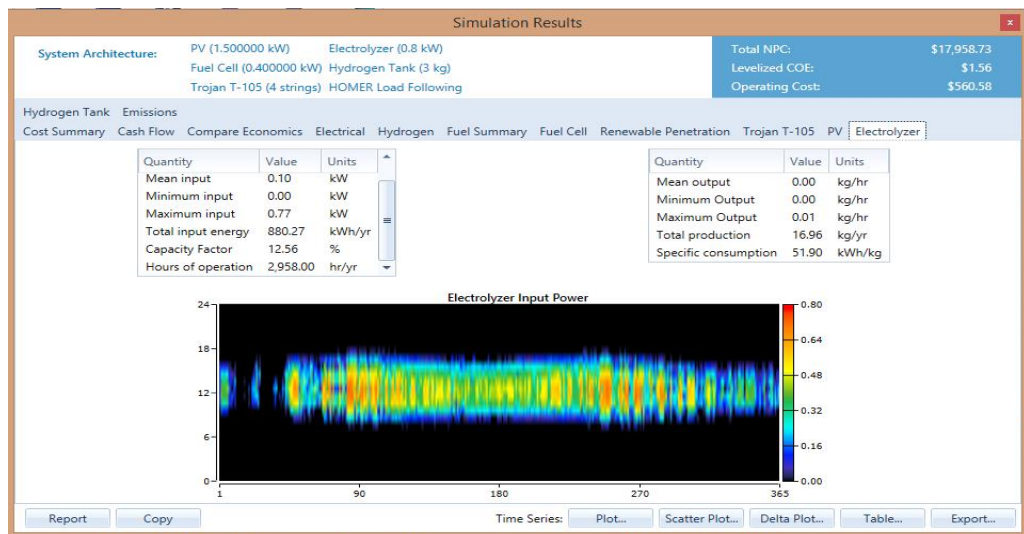 Simulation Results
x
System Architecture: PV (1.500000 kW) Electrolyzer (0.8 kW)
Fuel Cell (0.400000 kW) Hydrogen Tank (3 kg)
Trojan T-105 (4 strings) HOMER Load Following
Total NPC: $17,958.73
Levelized COE: $1.56
Operating Cost: $560.58
Hydrogen Tank Emissions
Cost Summary Cash Flow Compare Economics Electrical Hydrogen Fuel Summary Fuel Cell Renewable Penetration Trojan T-105 PV Electrolyzer
Quantity Value Units
Mean input 0.10 kW
Minimum input 0.00 kW
Maximum input 0.77 kW
Total input energy 880.27 kWh/yr
Capacity Factor 12.56 %
Hours of operation 2,958.00 hr/yr
Quantity Value Units
Mean output 0.00 kg/hr
Minimum Output 0.00 kg/hr
Maximum Output 0.01 kg/hr
Total production 16.96 kg/yr
Specific consumption 51.90 kWh/kg
Electrolyzer Input Power
24
18
12
6
0
1 90 180 270 365
0.80
0.64
0.48
0.32
0.16
0.00
Report Copy Time Series: Plot... Scatter Plot... Delta Plot... Table... Export...